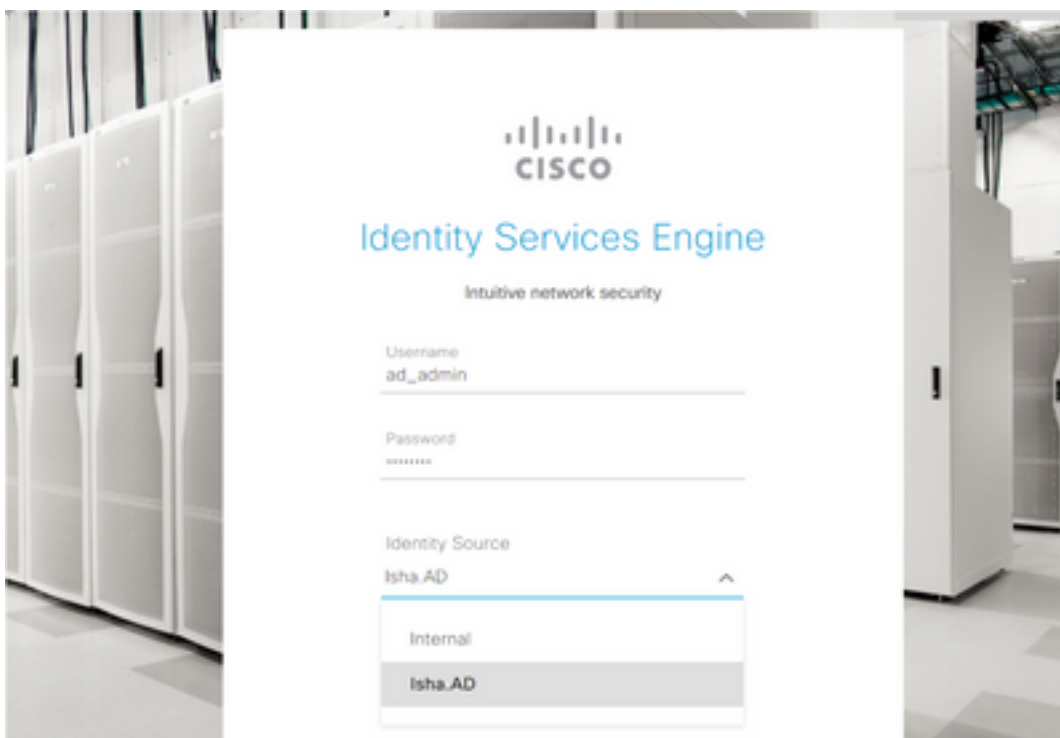 CISCO
Identity Services Engine
Intuitive network security
Username
ad_admin
Password
Identity Source
Isha.AD
Internal
Isha.AD